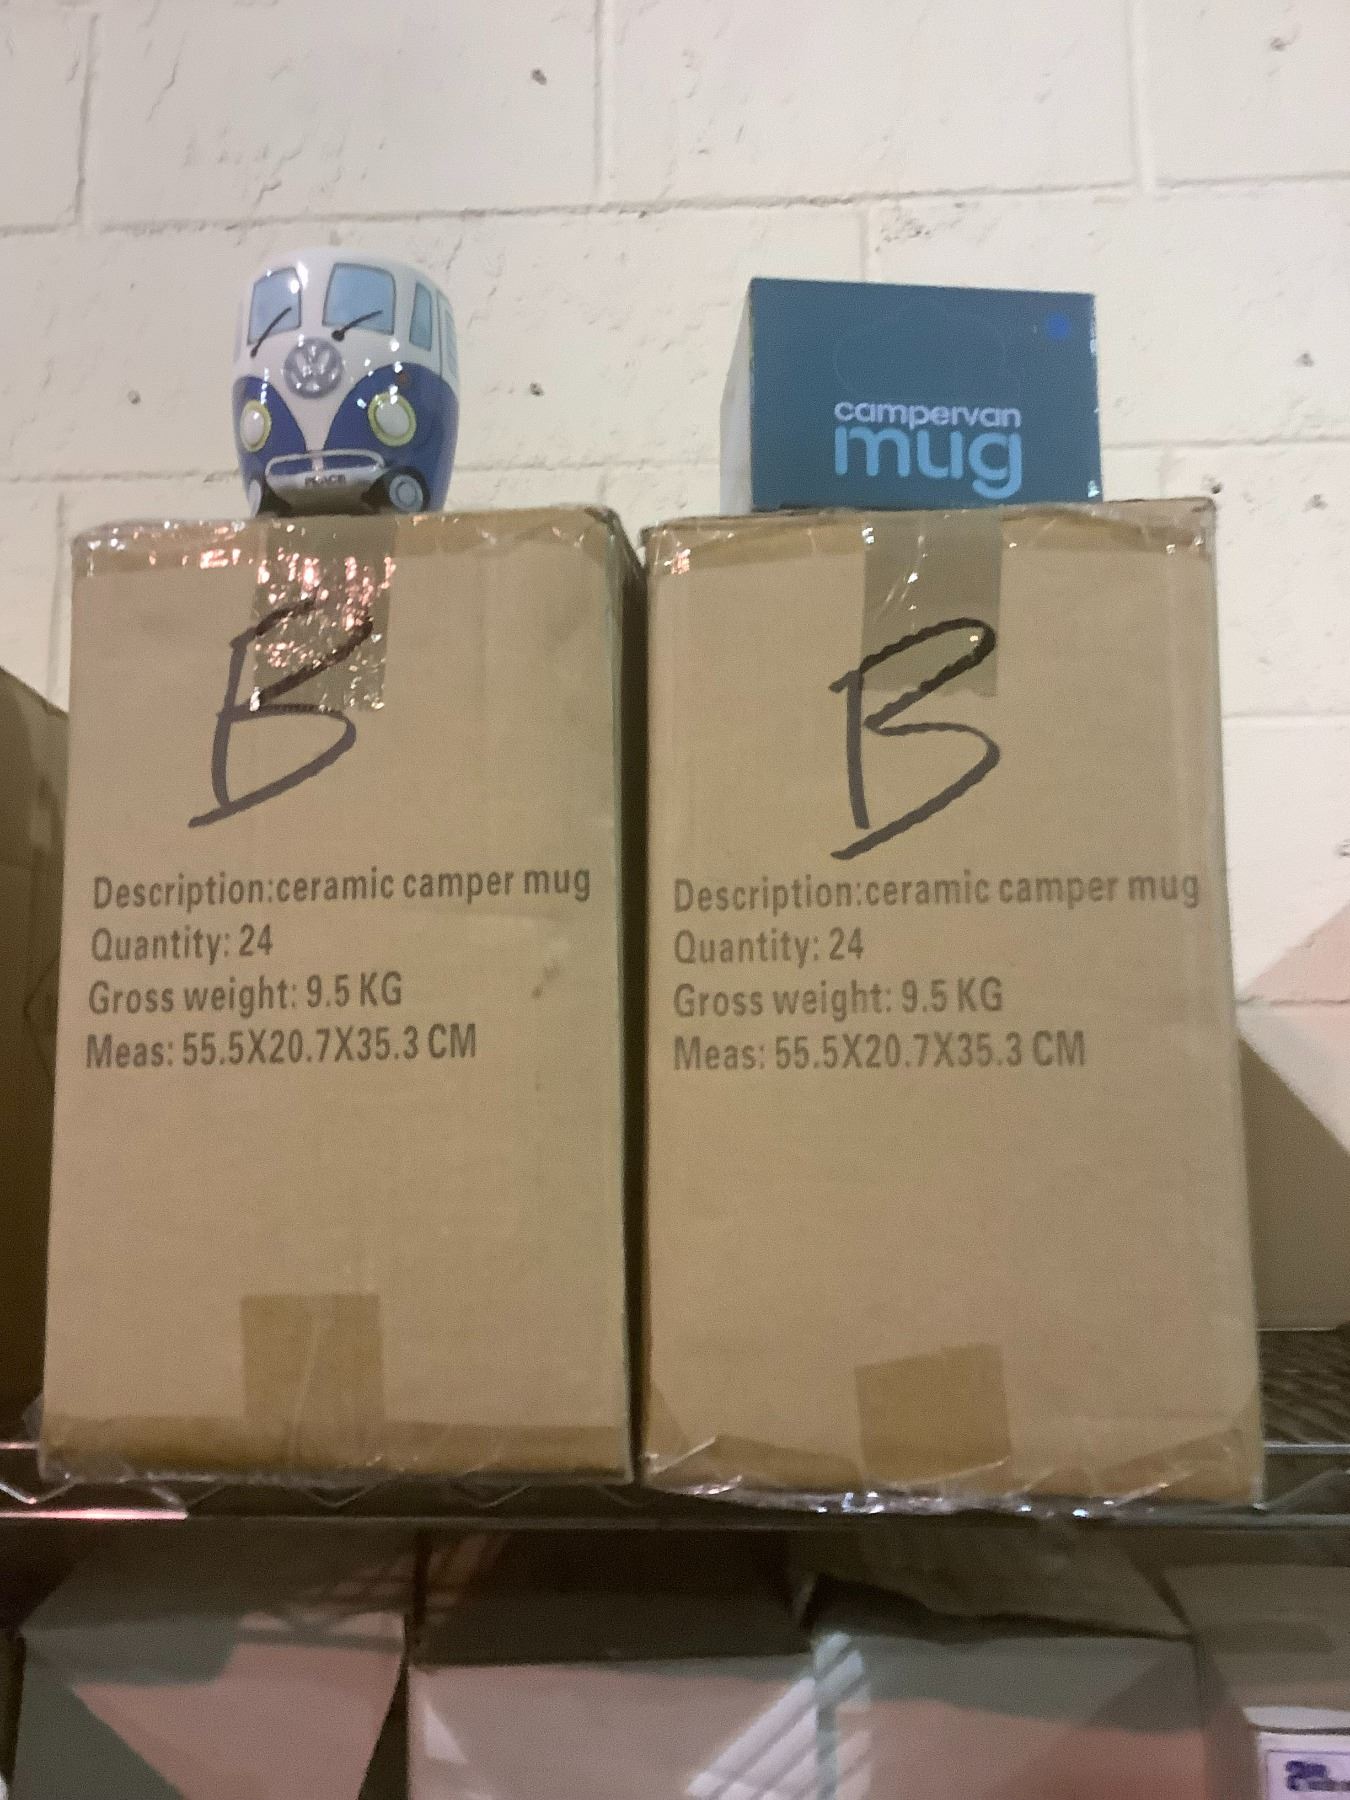 PEACE
campervan
mug
B
Description:ceramic camper mug
Quantity: 24
Gross weight: 9.5 KG
Meas: 55.5X20.7X35.3 CM
B
Description:ceramic camper mug
Quantity: 24
Gross weight: 9.5 KG
Meas: 55.5X20.7X35.3 CM